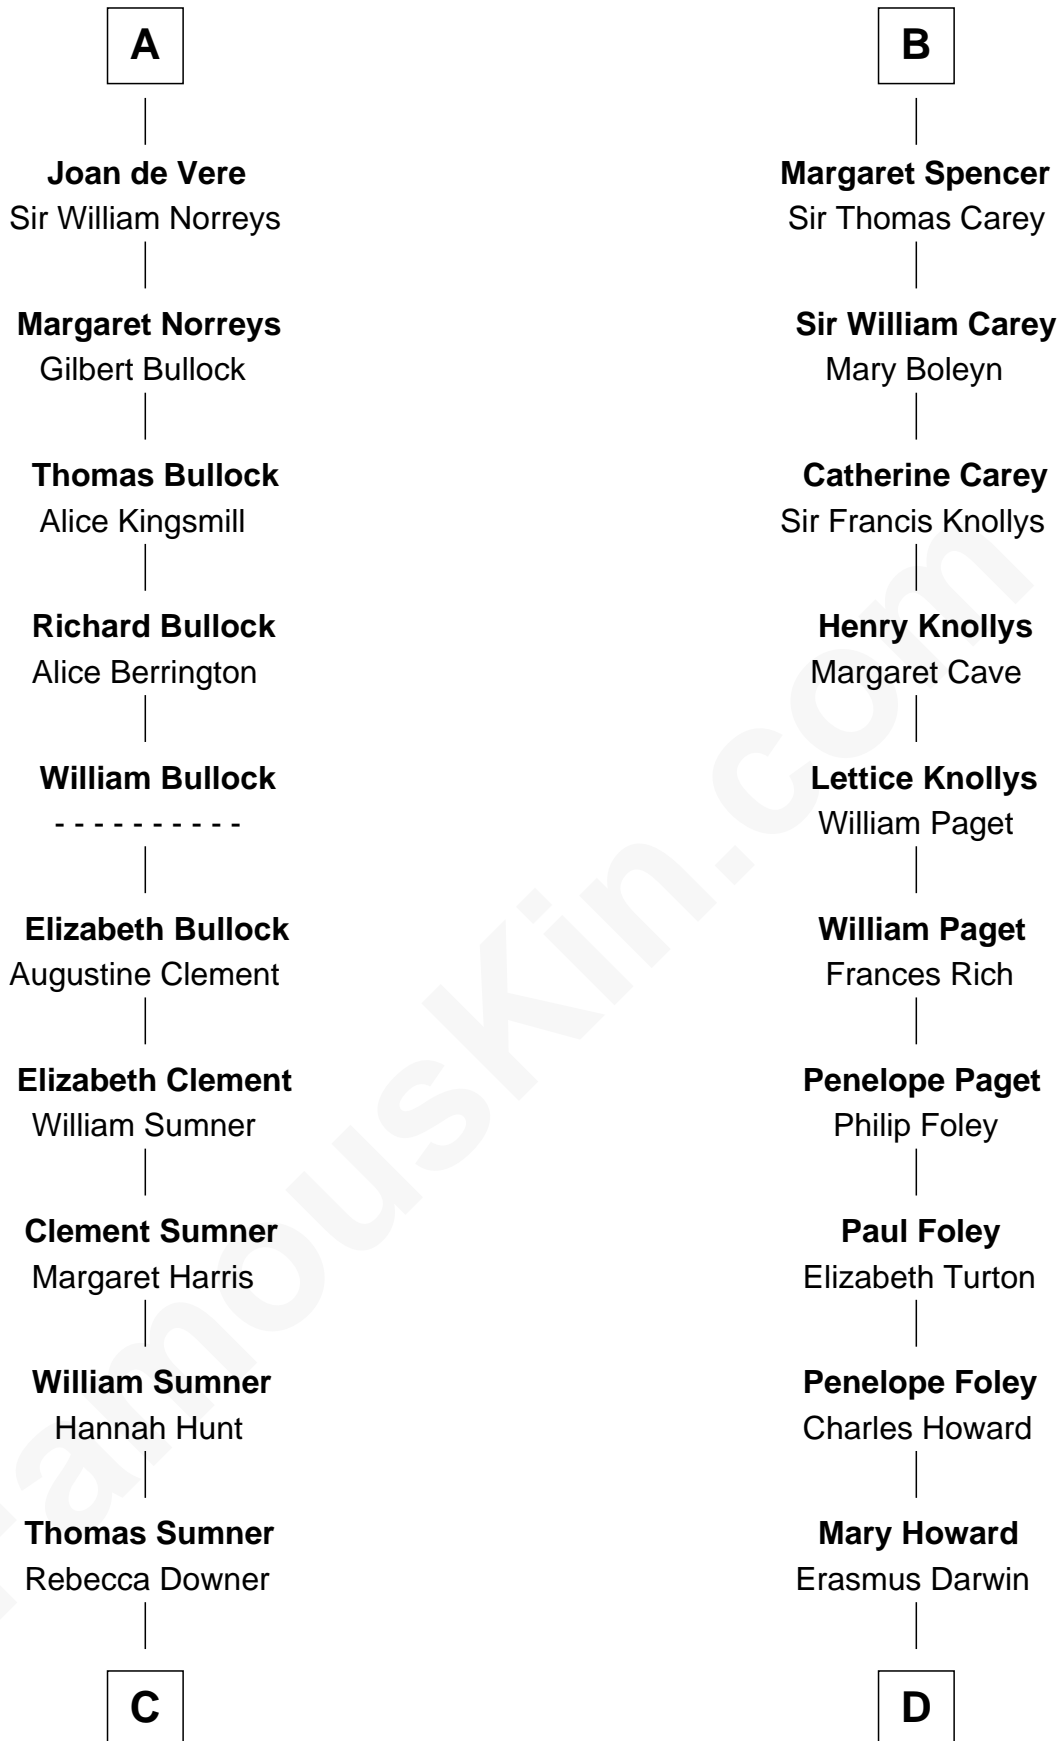 A
Joan de Vere
Sir William Norreys
Margaret Norreys
Gilbert Bullock
Thomas Bullock
Alice Kingsmill
Richard Bullock
Alice Berrington
William Bullock
- - - - - - - - - -
Elizabeth Bullock
Augustine Clement
Elizabeth Clement
William Sumner
Clement Sumner
Margaret Harris
William Sumner
Hannah Hunt
Thomas Sumner
Rebecca Downer
C
B
Margaret Spencer
Sir Thomas Carey
Sir William Carey
Mary Boleyn
Catherine Carey
Sir Francis Knollys
Henry Knollys
Margaret Cave
Lettice Knollys
William Paget
William Paget
Frances Rich
Penelope Paget
Philip Foley
Paul Foley
Elizabeth Turton
Penelope Foley
Charles Howard
Mary Howard
Erasmus Darwin
D
FamousKin.com